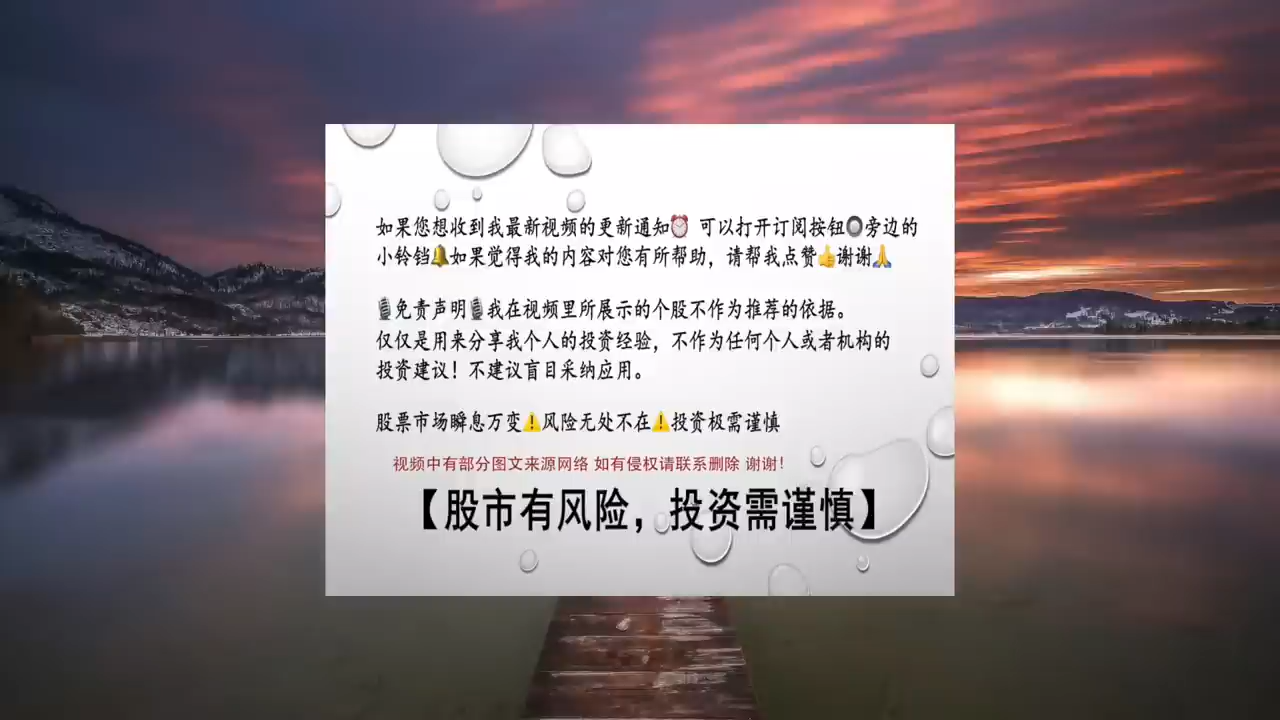 如果您想收到我最新视频的更新通知⏰ 可以打开订阅按钮🔘旁边的
小铃铛🔔如果觉得我的内容对您有所帮助，请帮我点赞👍谢谢🙏
🎙️免责声明🎙️我在视频里所展示的个股不作为推荐的依据。
仅仅是用来分享我个人的投资经验，不作为任何个人或者机构的
投资建议！不建议盲目采纳应用。
股票市场瞬息万变⚠️风险无处不在⚠️投资极需谨慎
视频中有部分图文来源网络 如有侵权请联系删除 谢谢！
【股市有风险，投资需谨慎】